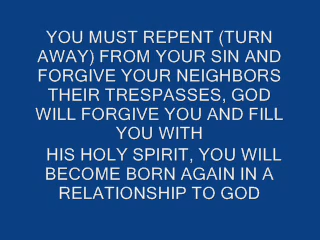 YOU MUST REPENT (TURN
AWAY) FROM YOUR SIN AND
FORGIVE YOUR NEIGHBORS
THEIR TRESPASSES, GOD
WILL FORGIVE YOU AND FILL
YOU WITH
HIS HOLY SPIRIT, YOU WILL
BECOME BORN AGAIN IN A
RELATIONSHIP TO GOD